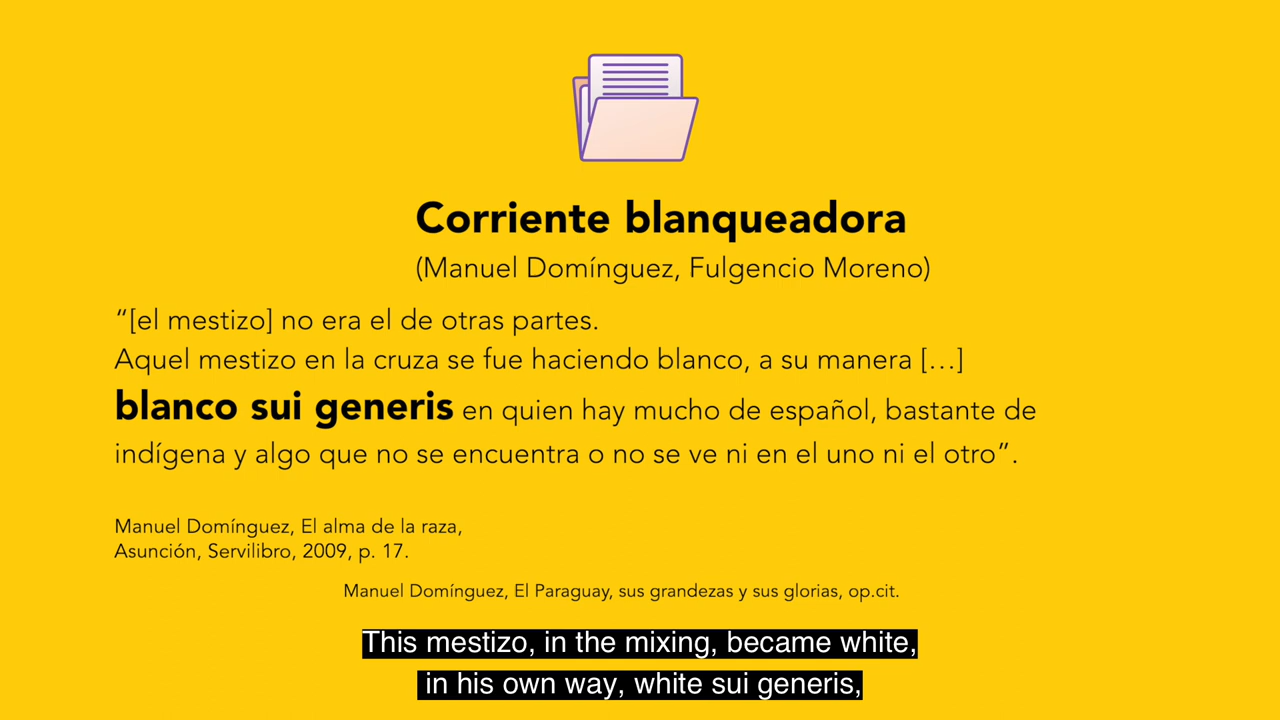 Corriente blanqueadora
(Manuel Domínguez, Fulgencio Moreno)
“[el mestizo] no era el de otras partes.
Aquel mestizo en la cruza se fue haciendo blanco, a su manera […]
blanco sui generis en quien hay mucho de español, bastante de
indígena y algo que no se encuentra o no se ve ni en el uno ni el otro”.
Manuel Domínguez, El alma de la raza,
Asunción, Servilibro, 2009, p. 17.
Manuel Domínguez, El Paraguay, sus grandezas y sus glorias, op.cit.
This mestizo, in the mixing, became white,
in his own way, white sui generis,